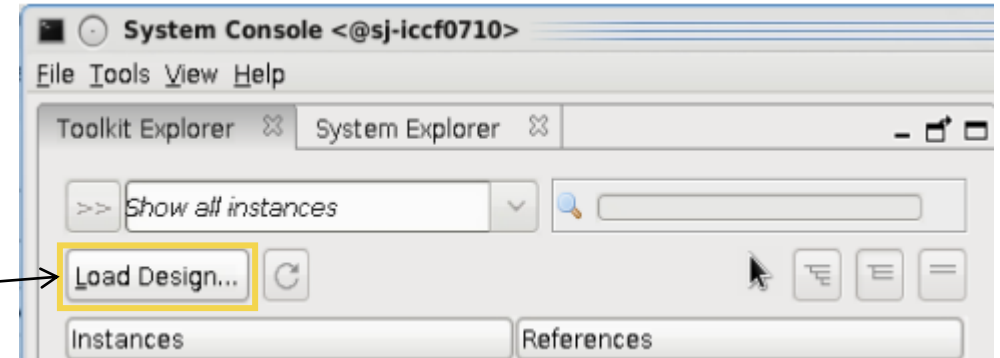 System Console <@sj-iccf0710>
File Tools View Help
Toolkit Explorer System Explorer
>> Show all instances
Load Design...
Instances References